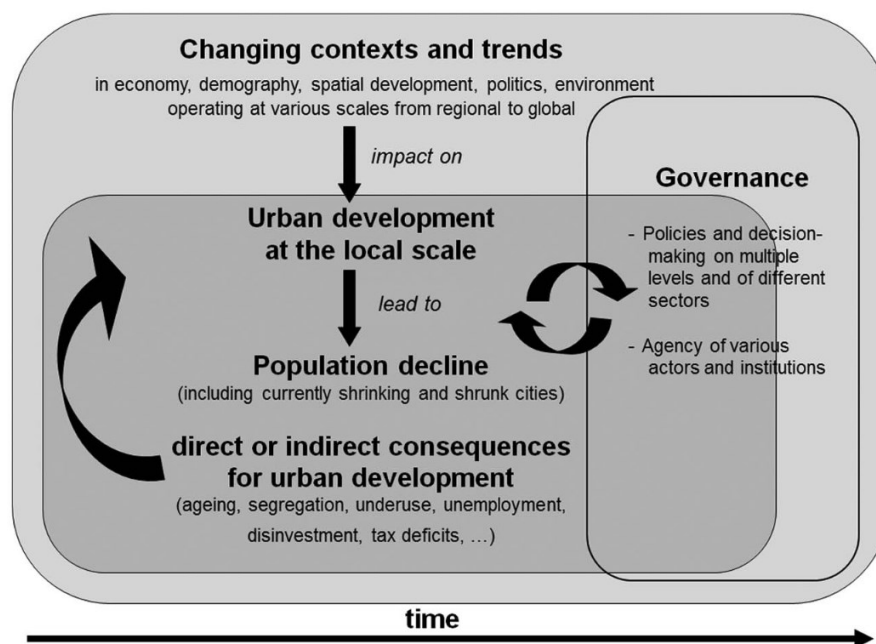 Changing contexts and trends
in economy, demography, spatial development, politics, environment
operating at various scales from regional to global
impact on
Governance
Urban development
at the local scale
- Policies and decision-
making on multiple
levels and of different
sectors
lead to
- Agency of various
actors and institutions
Population decline
(including currently shrinking and shrunk cities)
direct or indirect consequences
for urban development
(ageing, segregation, underuse, unemployment,
disinvestment, tax deficits, …)
time